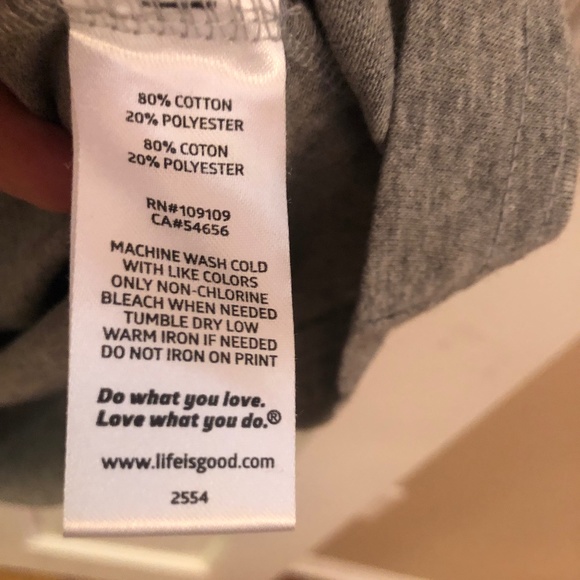 80% COTTON
20% POLYESTER
80% COTON
20% POLYESTER
RN#109109
CA#54656
MACHINE WASH COLD
WITH LIKE COLORS
ONLY NON-CHLORINE
BLEACH WHEN NEEDED
TUMBLE DRY LOW
WARM IRON IF NEEDED
DO NOT IRON ON PRINT
Do what you love.
Love what you do.®
www.lifeisgood.com
2554